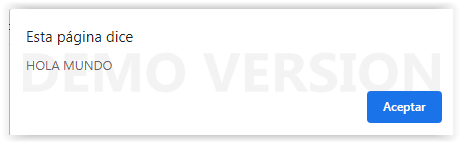 Esta página dice
HOLA MUNDO
DEMO VERSION
Aceptar